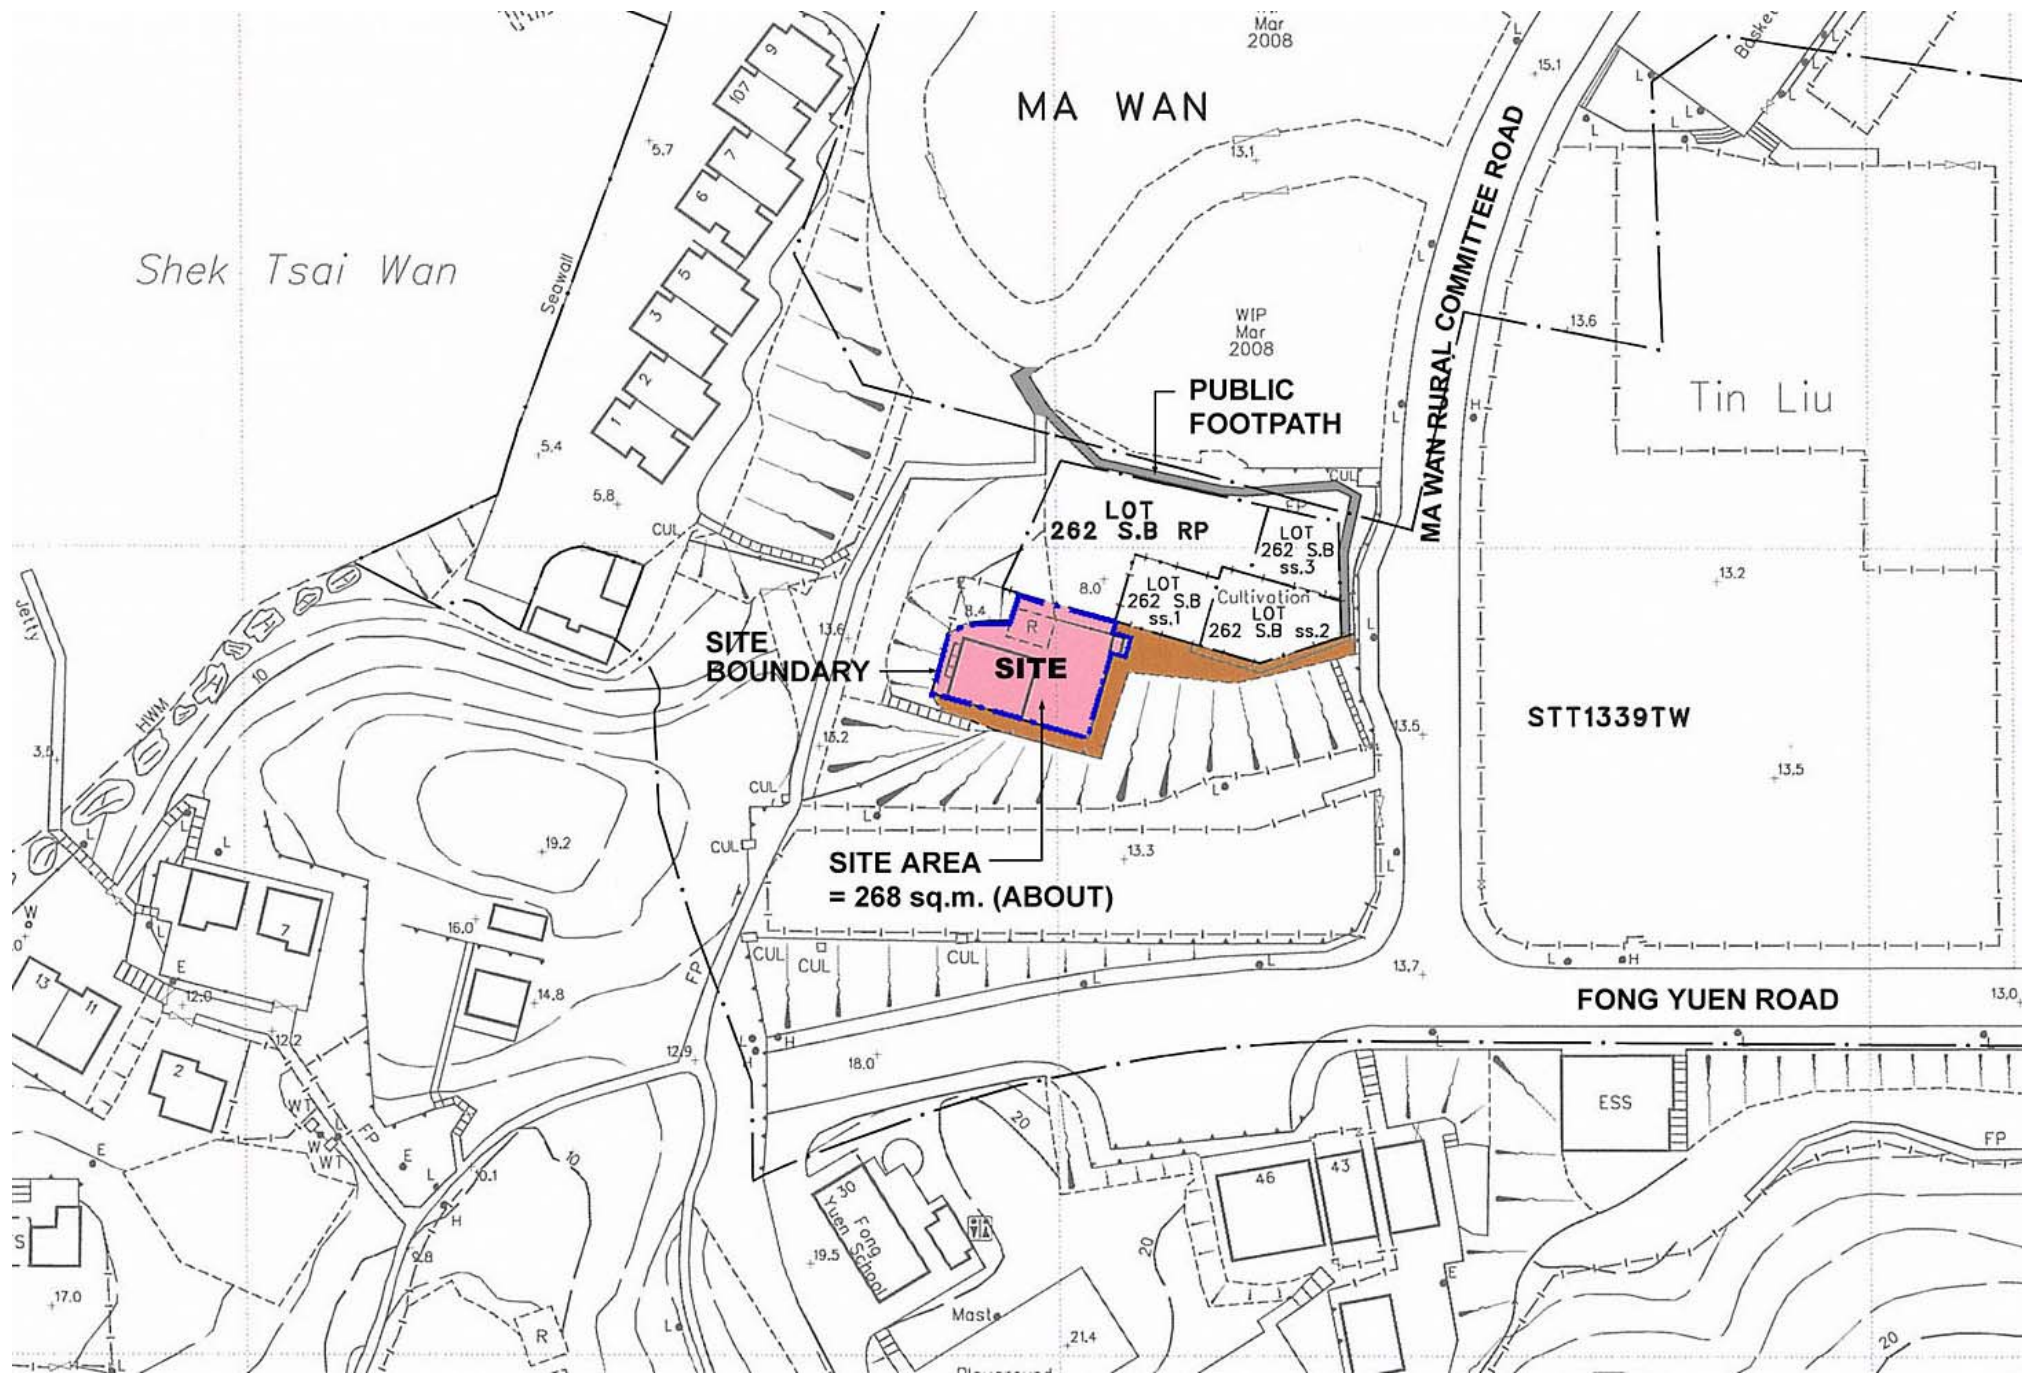 Mar
2008
Basket
15.1
9
107
7
6
5
3
2
1
5.7
MA WAN
13.1
Shek Tsai Wan
Seawall
MA WAN RURAL COMMITTEE ROAD
WIP
Mar
2008
13.6
Tin Liu
PUBLIC
FOOTPATH
5.4
5.8
CUL
CUL
FP
LOT
262 S.B RP
LOT
262 S.B
ss.3
8.0
LOT
262 S.B
ss.1
Cultivation
LOT
262 S.B ss.2
13.2
Jetty
8.4
R
13.6
SITE
BOUNDARY
SITE
10
HWM
STT1339TW
13.5
13.2
3.5
13.5
CUL
CUL
19.2
13.3
SITE AREA
= 268 sq.m. (ABOUT)
W
7
16.0
E
FP
CUL
CUL
CUL
13.7
13
11
12.0
14.8
FONG YUEN ROAD
13.0
12.2
12.9
18.0
H
H
2
WT
FP
W
WT
E
E
20
ESS
FP
10
10.1
H
30
Fong
Yuen School
46
43
S
9.8
19.5
20
E
17.0
R
L
Mast
21.4
20
Playground